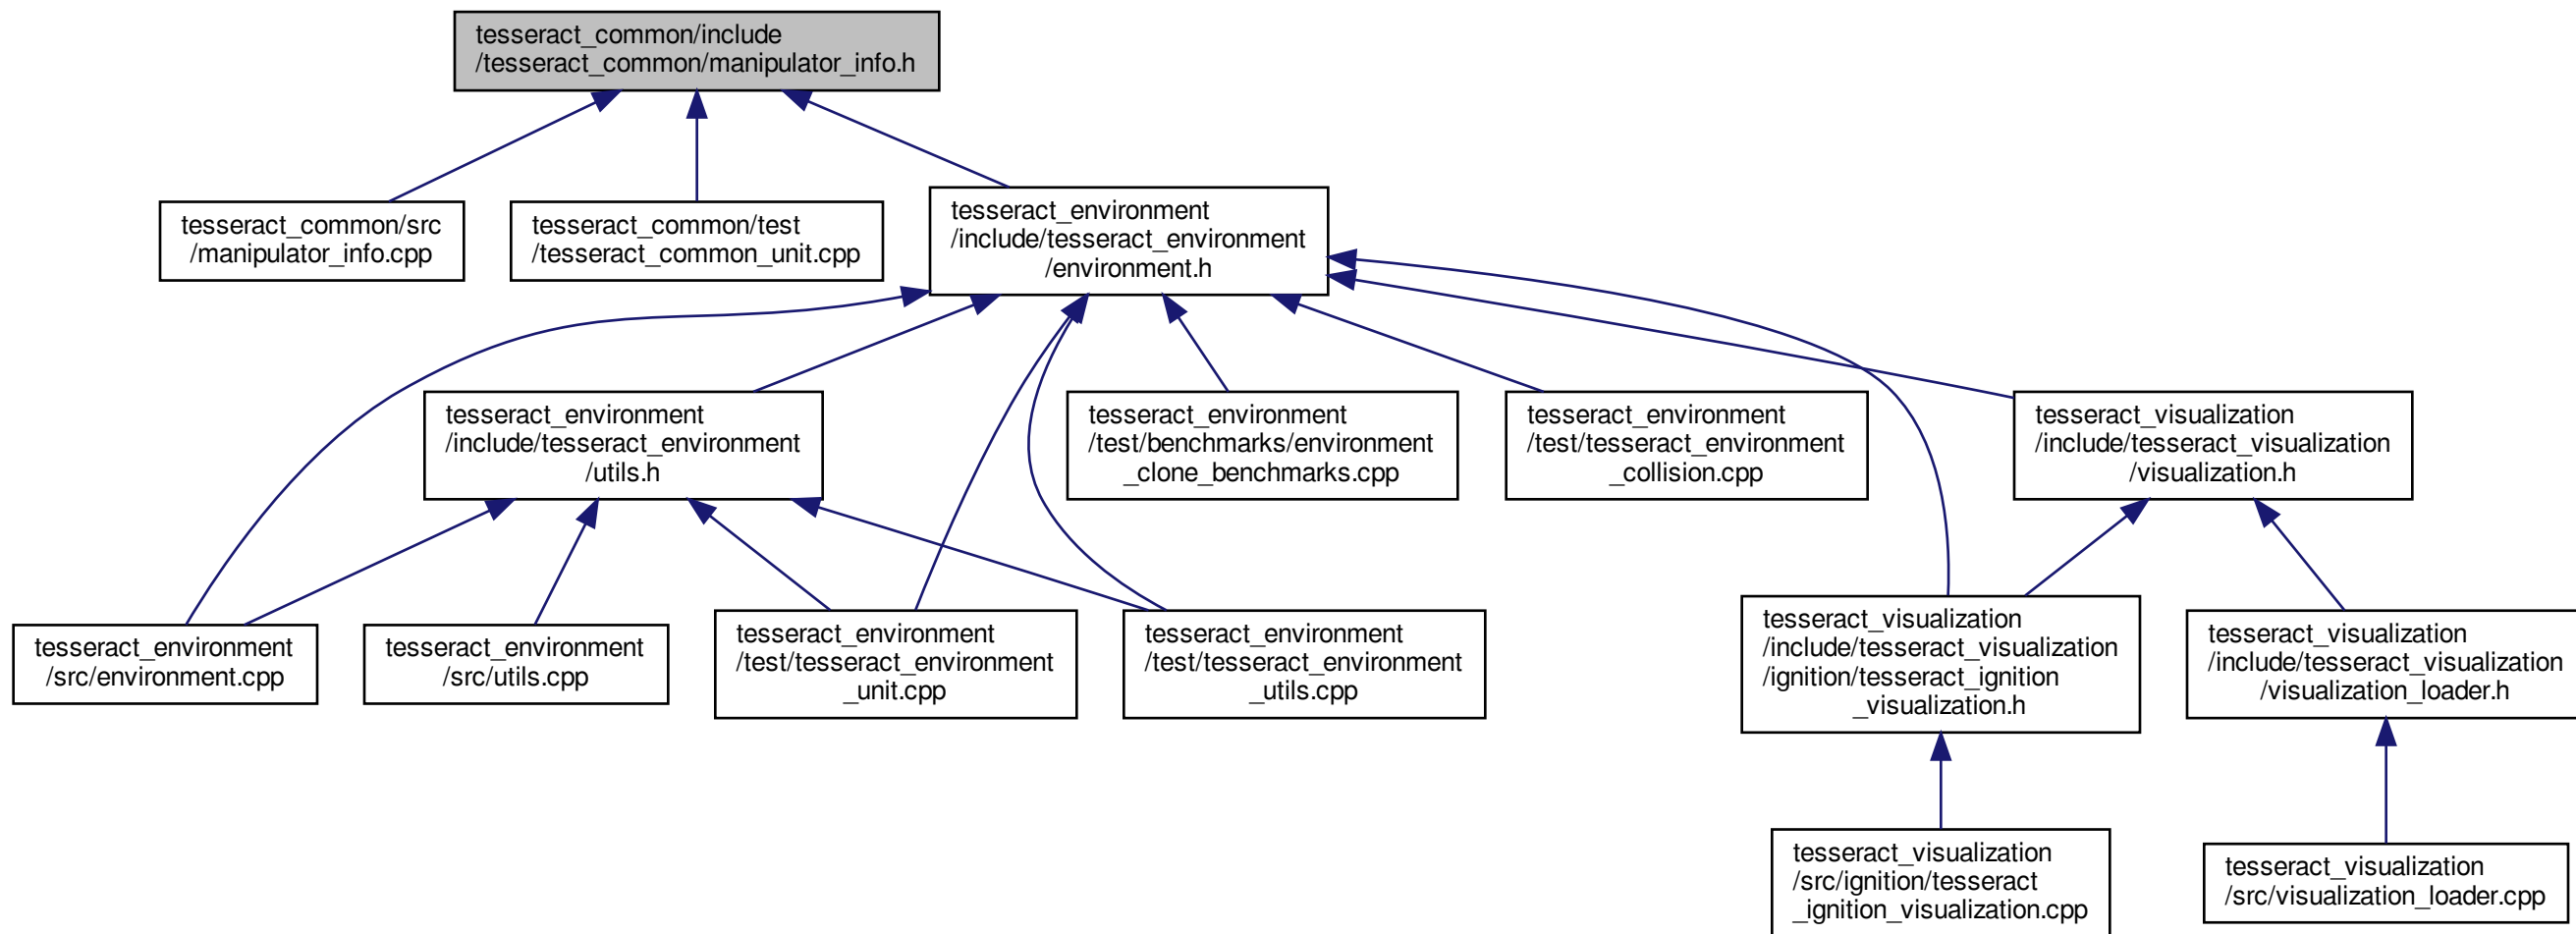 tesseract_common/include
/tesseract_common/manipulator_info.h
tesseract_common/src
/manipulator_info.cpp
tesseract_common/test
/tesseract_common_unit.cpp
tesseract_environment
/include/tesseract_environment
/environment.h
tesseract_environment
/include/tesseract_environment
/utils.h
tesseract_environment
/test/benchmarks/environment
_clone_benchmarks.cpp
tesseract_environment
/test/tesseract_environment
_collision.cpp
tesseract_visualization
/include/tesseract_visualization
/visualization.h
tesseract_environment
/src/environment.cpp
tesseract_environment
/src/utils.cpp
tesseract_environment
/test/tesseract_environment
_unit.cpp
tesseract_environment
/test/tesseract_environment
_utils.cpp
tesseract_visualization
/include/tesseract_visualization
/ignition/tesseract_ignition
_visualization.h
tesseract_visualization
/include/tesseract_visualization
/visualization_loader.h
tesseract_visualization
/src/ignition/tesseract
_ignition_visualization.cpp
tesseract_visualization
/src/visualization_loader.cpp